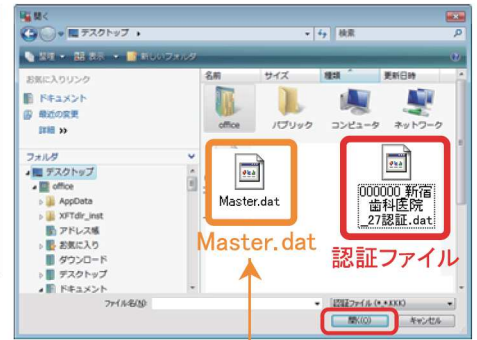 開く
デスクトップ
検索
整理 表示 新しいフォルダ
お気に入りリンク
ドキュメント
最近の変更
詳細 >>
フォルダ
デスクトップ
office
AppData
XFTdlr_inst
アドレス帳
お気に入り
ダウンロード
デスクトップ
ドキュメント
名前 サイズ 種類 更新日時
office パブリック コンピュータ ネットワーク
Master.dat
000000 新宿
歯科医院
_27認証.dat
Master.dat
認証ファイル
ファイル名(N)
認証ファイル (*.*XXX)
開く(O) キャンセル